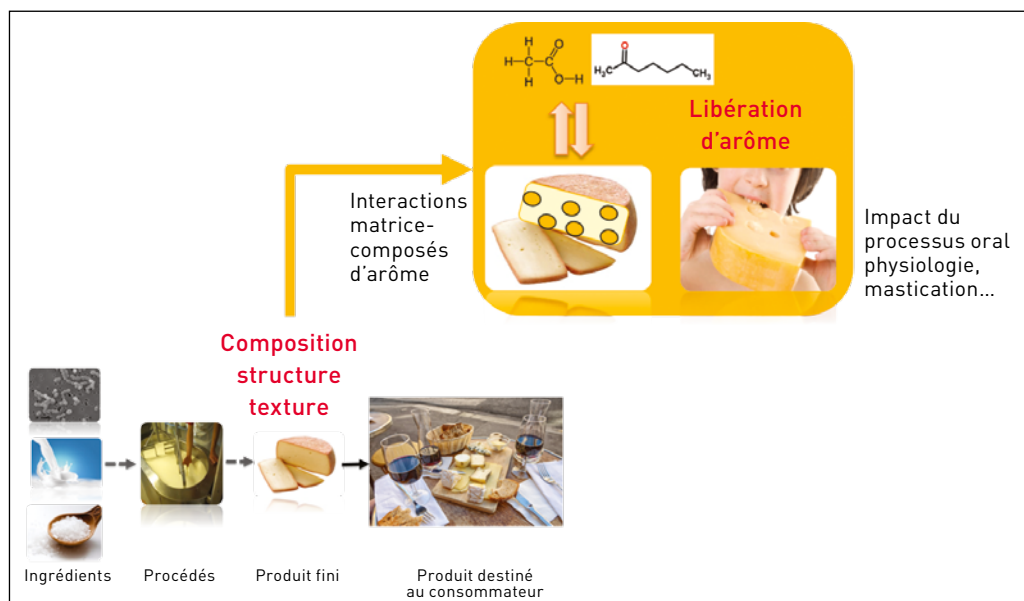 H
O
H–C–C
H
O–H
O
H₃C
CH₃
Libération
d'arôme
Interactions
matrice-
composés
d'arôme
Impact du
processus oral
physiologie,
mastication...
Composition
structure
texture
Ingrédients
Procédés
Produit fini
Produit destiné
au consommateur